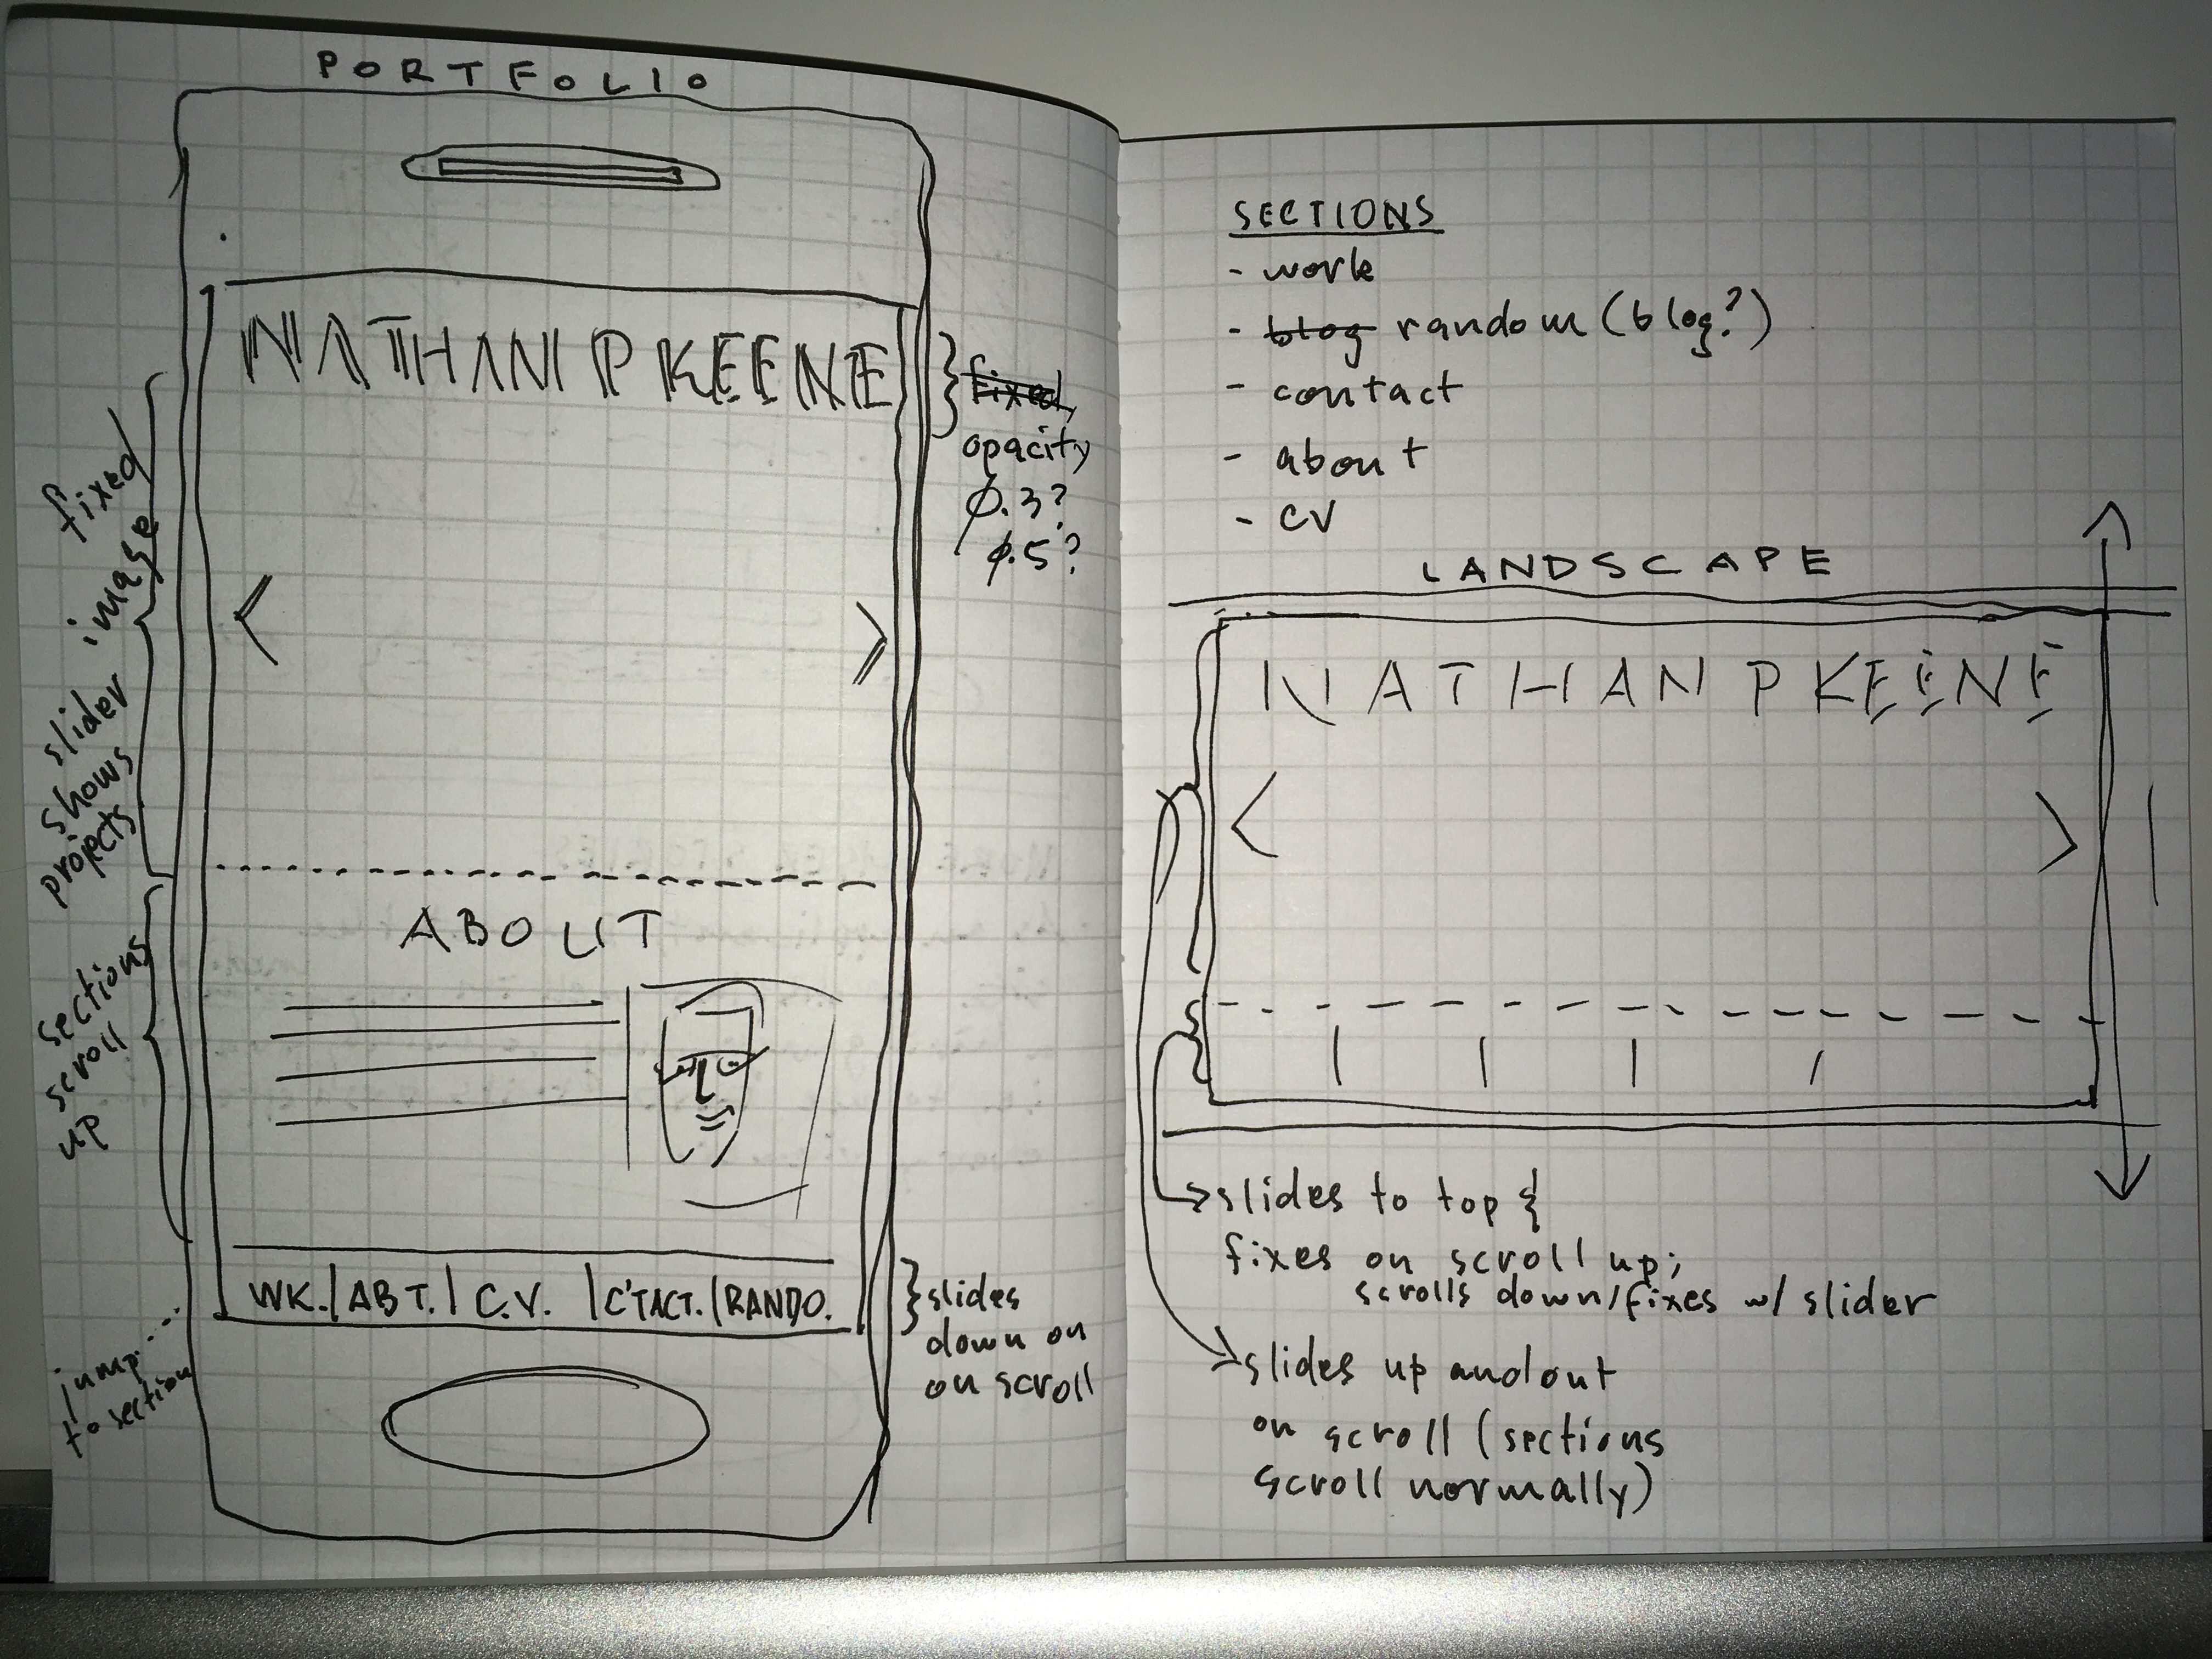 PORTFOLIO
fixed
image
slider
shows
projects
sections
scroll
up
jump
to section
NATHAN P KEENE
<
>
ABOUT
WK. | ABT. | C.V. | C'TACT. | RANDO.
fixed
opacity
0.3?
0.5?
slides
down on
on scroll
SECTIONS
- work
- blog random (blog?)
- contact
- about
- CV
LANDSCAPE
NATHAN P KEENE
<
>
slides to top &
fixes on scroll up;
scrolls down/fixes w/ slider
slides up and out
on scroll (sections
scroll normally)